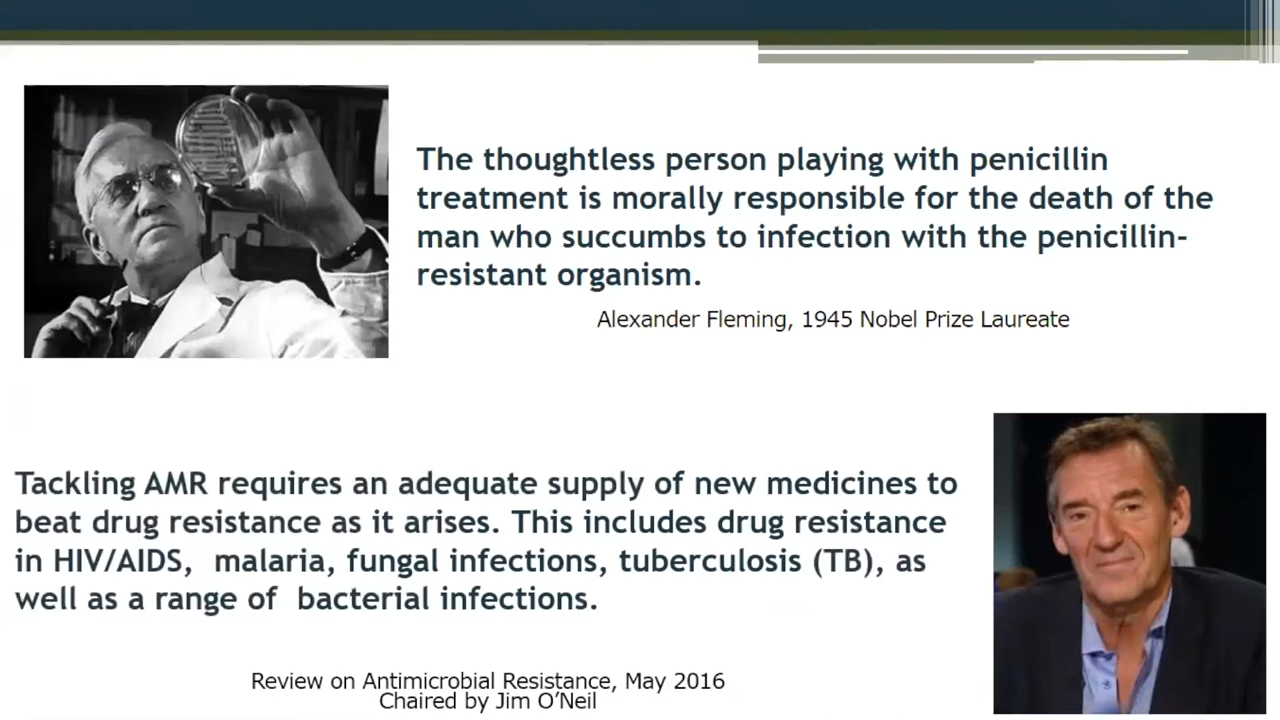 The thoughtless person playing with penicillin
treatment is morally responsible for the death of the
man who succumbs to infection with the penicillin-
resistant organism.
Alexander Fleming, 1945 Nobel Prize Laureate
Tackling AMR requires an adequate supply of new medicines to
beat drug resistance as it arises. This includes drug resistance
in HIV/AIDS,  malaria, fungal infections, tuberculosis (TB), as
well as a range of  bacterial infections.
Review on Antimicrobial Resistance, May 2016
Chaired by Jim O’Neil